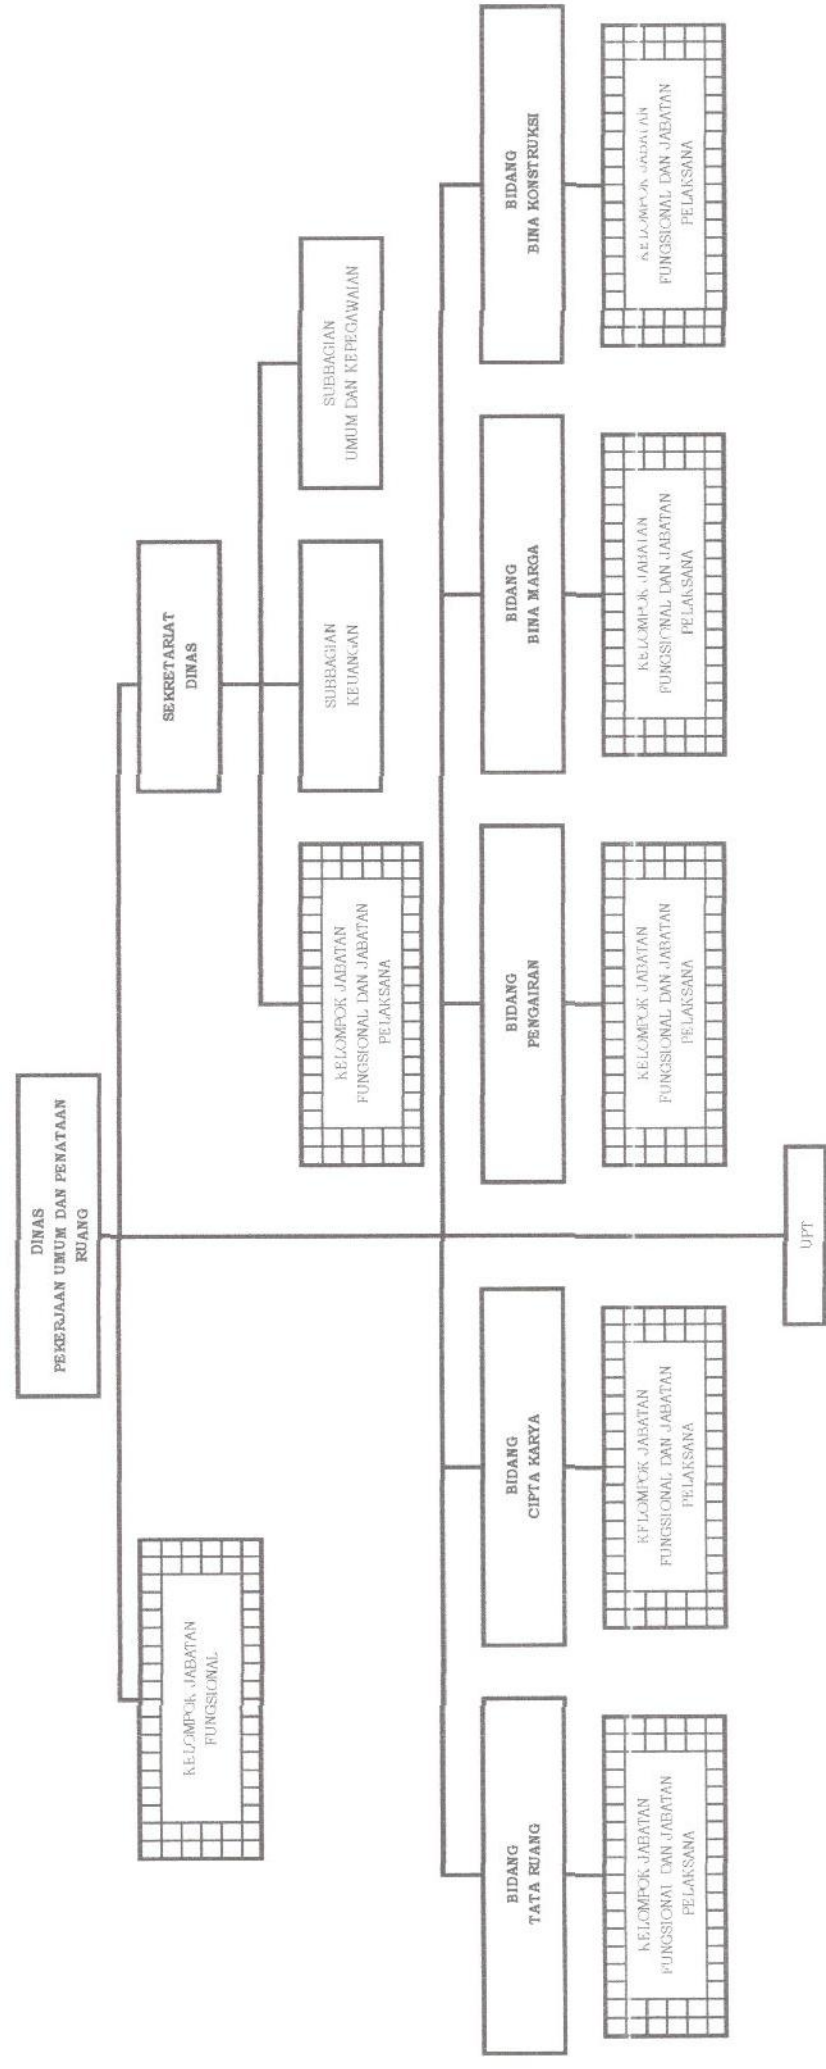 DINAS
PEKERJAAN UMUM DAN PENATAAN
RUANG
KELOMPOK JABATAN
FUNGSIONAL
SEKRETARIAT
DINAS
KELOMPOK JABATAN
FUNGSIONAL DAN JABATAN
PELAKSANA
SUBBAGIAN
KEUANGAN
SUBBAGIAN
UMUM DAN KEPEGAWAIAN
BIDANG
TATA RUANG
BIDANG
CIPTA KARYA
BIDANG
PENGAIRAN
BIDANG
BINA MARGA
BIDANG
BINA KONSTRUKSI
KELOMPOK JABATAN
FUNGSIONAL DAN JABATAN
PELAKSANA
KELOMPOK JABATAN
FUNGSIONAL DAN JABATAN
PELAKSANA
KELOMPOK JABATAN
FUNGSIONAL DAN JABATAN
PELAKSANA
KELOMPOK JABATAN
FUNGSIONAL DAN JABATAN
PELAKSANA
KELOMPOK JABATAN
FUNGSIONAL DAN JABATAN
PELAKSANA
UPT